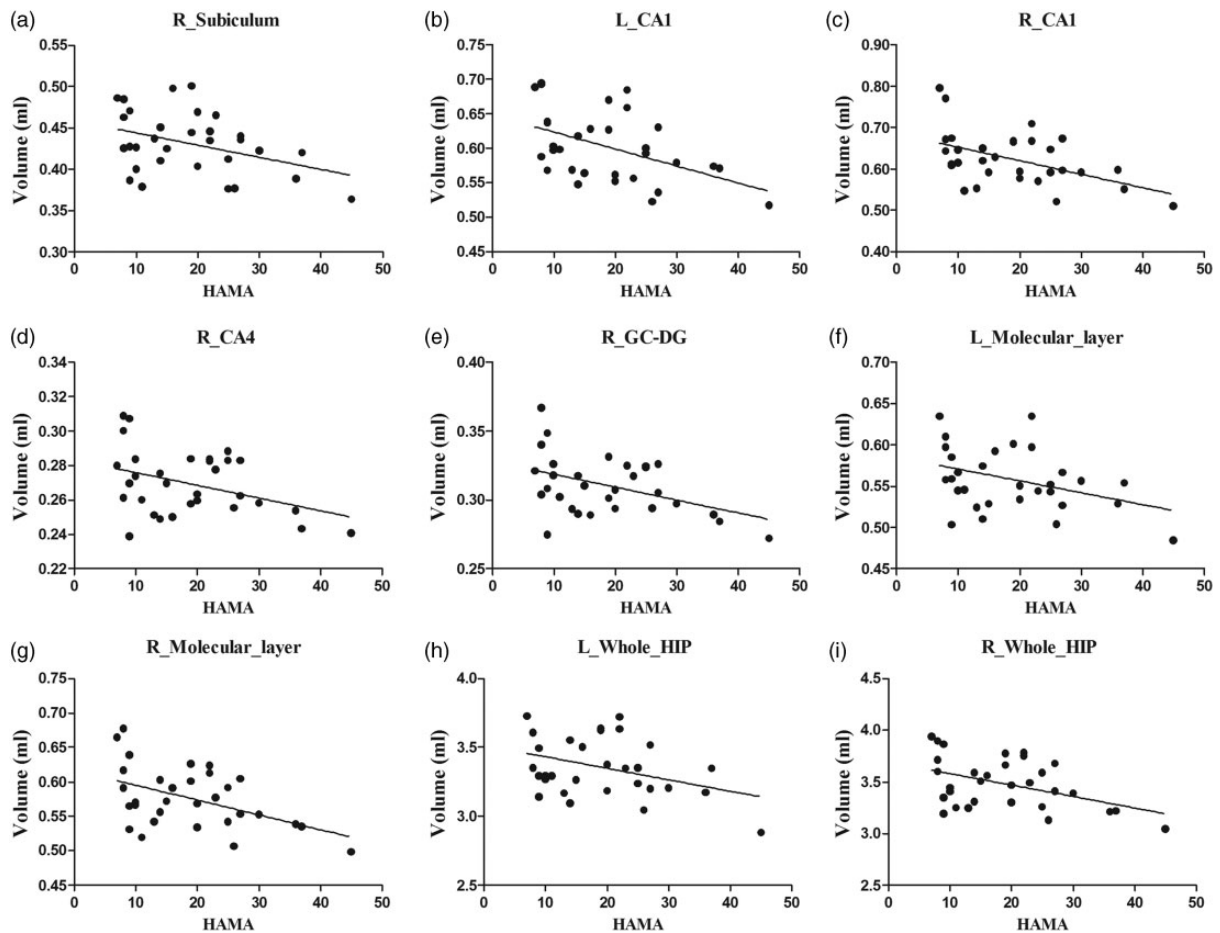 (a) R_Subiculum
0.55
0.50
0.45
0.40
0.35
0.30
Volume (ml)
0 10 20 30 40 50
HAMA
(b) L_CA1
0.75
0.70
0.65
0.60
0.55
0.50
0.45
Volume (ml)
0 10 20 30 40 50
HAMA
(c) R_CA1
0.90
0.80
0.70
0.60
0.50
0.40
Volume (ml)
0 10 20 30 40 50
HAMA
(d) R_CA4
0.34
0.32
0.30
0.28
0.26
0.24
0.22
Volume (ml)
0 10 20 30 40 50
HAMA
(e) R_GC-DG
0.40
0.35
0.30
0.25
Volume (ml)
0 10 20 30 40 50
HAMA
(f) L_Molecular_layer
0.70
0.65
0.60
0.55
0.50
0.45
Volume (ml)
0 10 20 30 40 50
HAMA
(g) R_Molecular_layer
0.75
0.70
0.65
0.60
0.55
0.50
0.45
Volume (ml)
0 10 20 30 40 50
HAMA
(h) L_Whole_HIP
4.0
3.5
3.0
2.5
Volume (ml)
0 10 20 30 40 50
HAMA
(i) R_Whole_HIP
4.5
4.0
3.5
3.0
2.5
Volume (ml)
0 10 20 30 40 50
HAMA